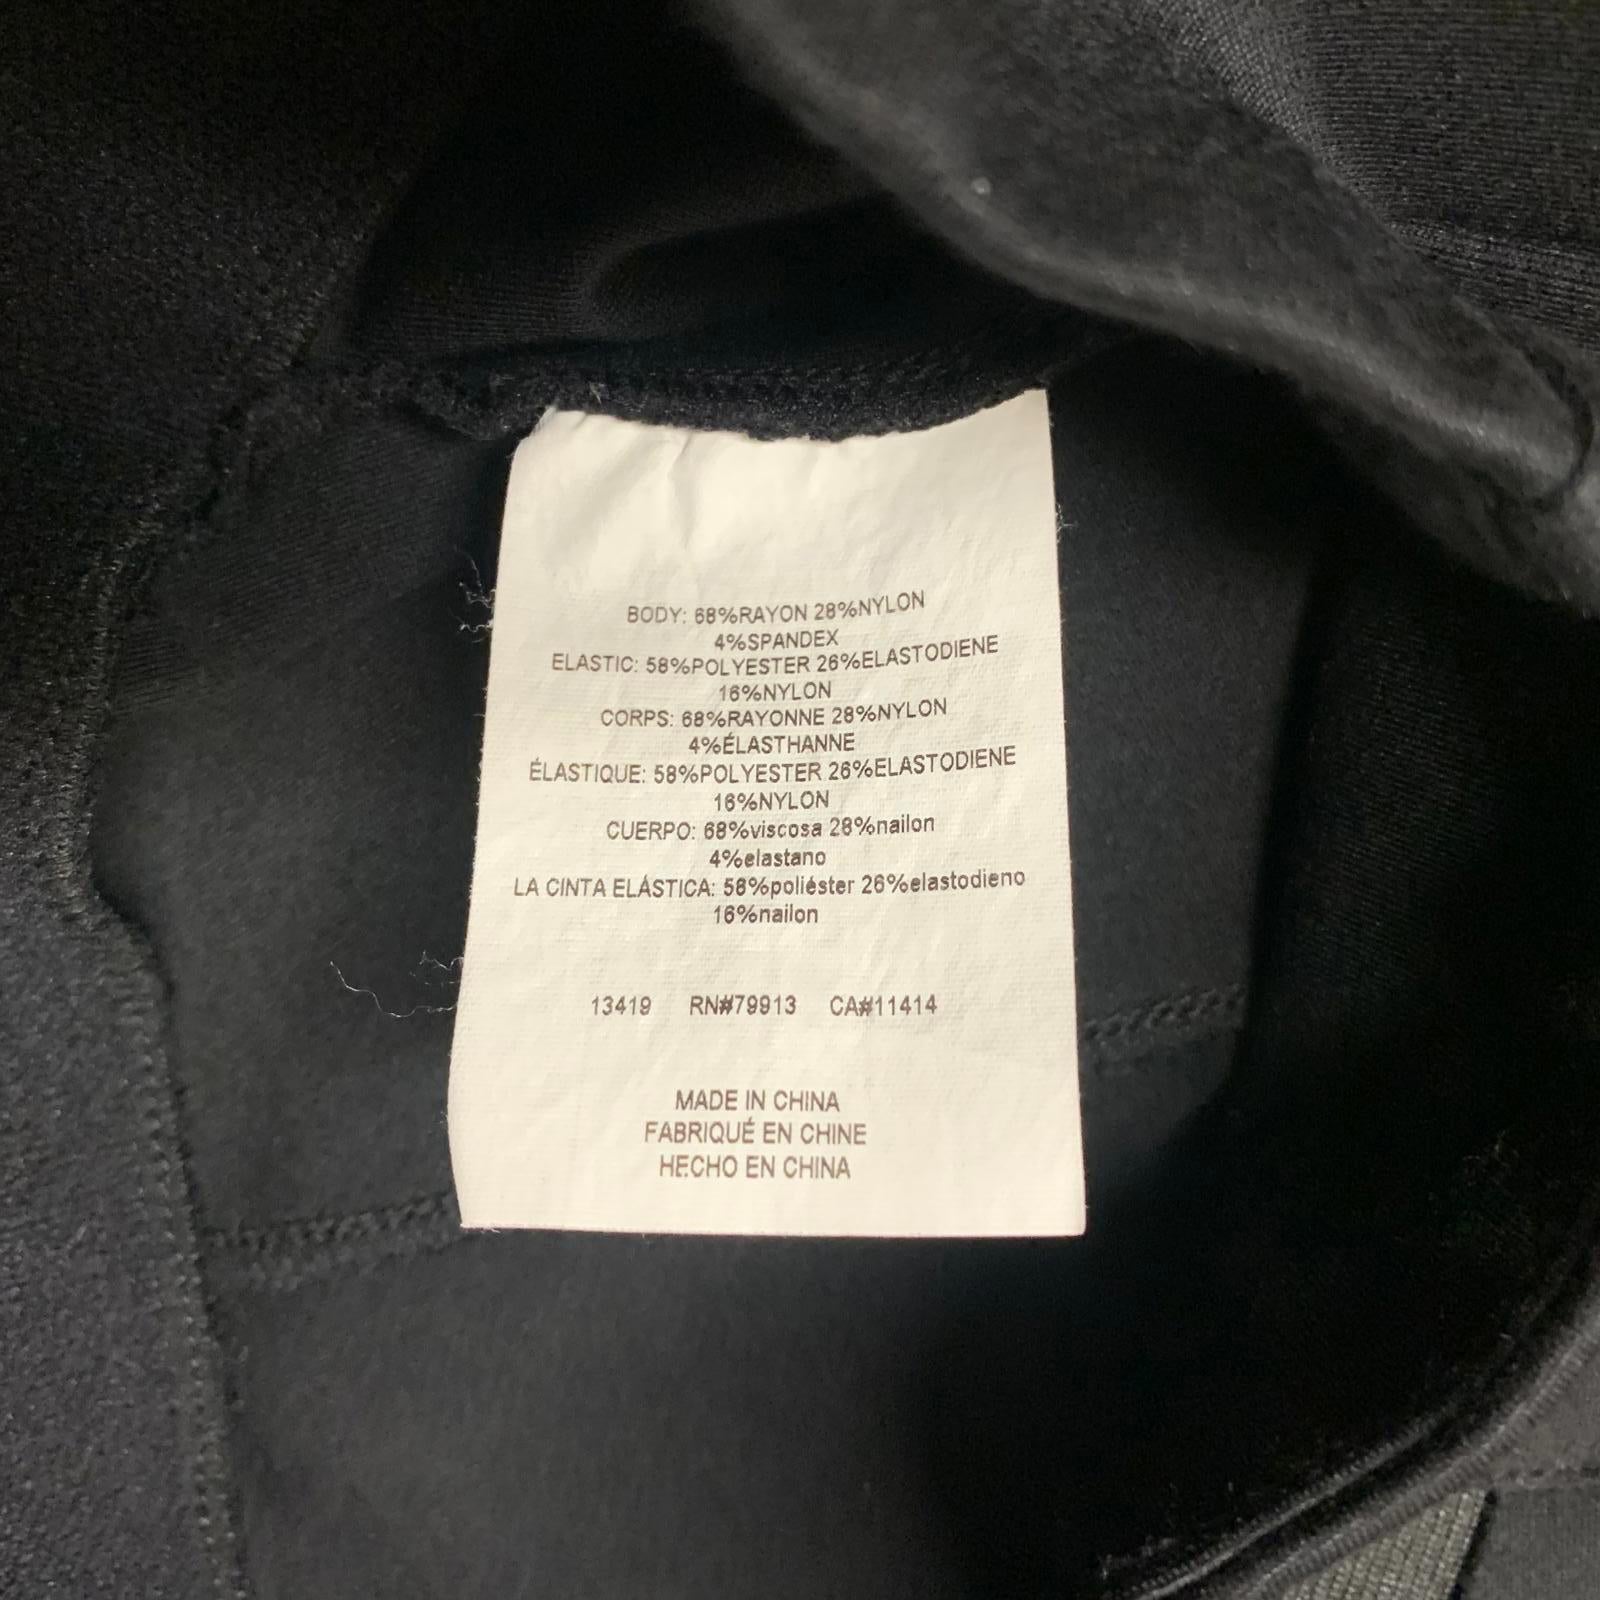 BODY: 68%RAYON 28%NYLON
4%SPANDEX
ELASTIC: 58%POLYESTER 26%ELASTODIENE
16%NYLON
CORPS: 68%RAYONNE 28%NYLON
4%ÉLASTHANNE
ÉLASTIQUE: 58%POLYESTER 26%ELASTODIENE
16%NYLON
CUERPO: 68%viscosa 28%nailon
4%elastano
LA CINTA ELÁSTICA: 58%poliéster 26%elastodieno
16%nailon
13419 RN#79913 CA#11414
MADE IN CHINA
FABRIQUÉ EN CHINE
HECHO EN CHINA